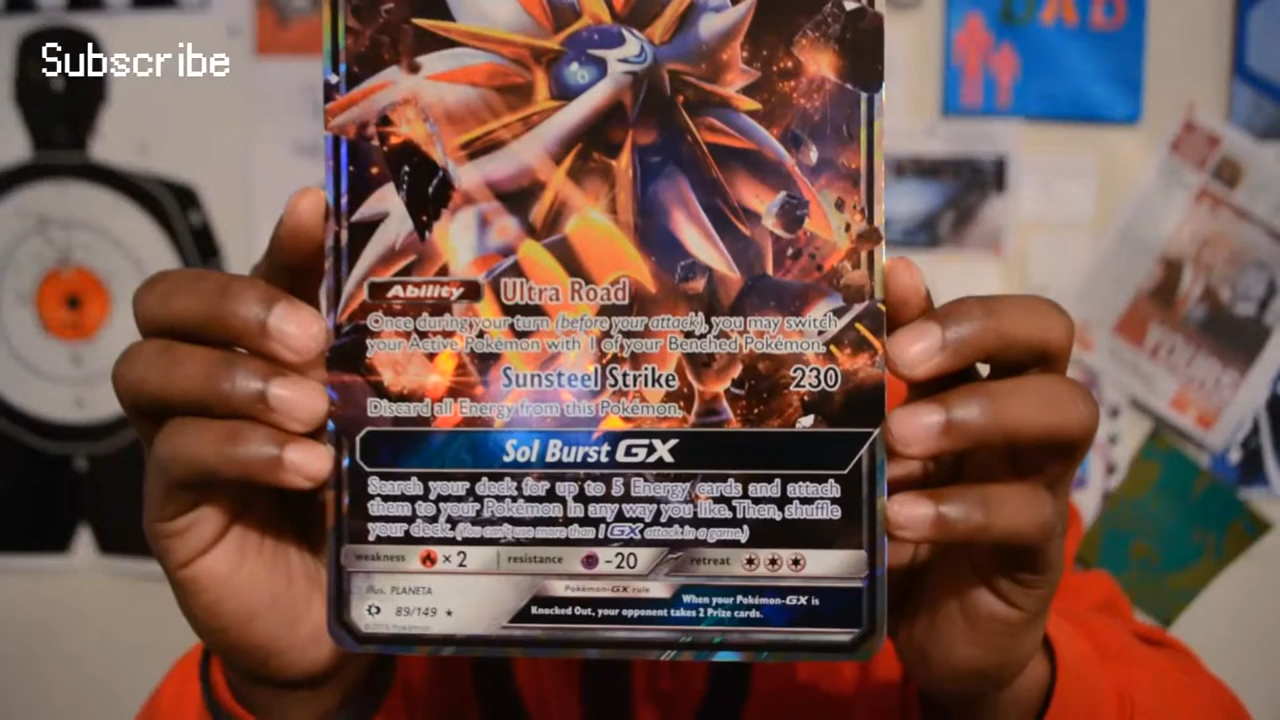 Subscribe
DAD
Ability Ultra Road
Once during your turn (before your attack), you may switch
your Active Pokémon with 1 of your Benched Pokémon.
Sunsteel Strike 230
Discard all Energy from this Pokémon.
Sol Burst GX
Search your deck for up to 5 Energy cards and attach
them to your Pokémon in any way you like. Then, shuffle
your deck. (You can't use more than 1 GX attack in a game.)
weakness ×2 resistance -20 retreat
Illus. PLANETA
Pokémon-GX rule
When your Pokémon-GX is
Knocked Out, your opponent takes 2 Prize cards.
89/149 ★
©2016 Pokémon